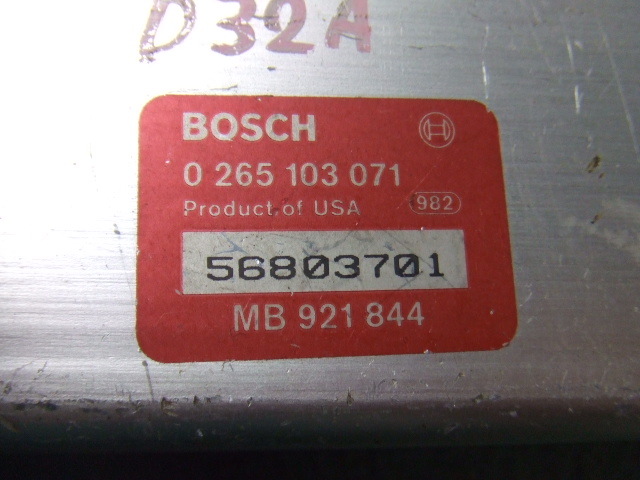 D32A
BOSCH
0 265 103 071
Product of USA 982
56803701
MB 921 844